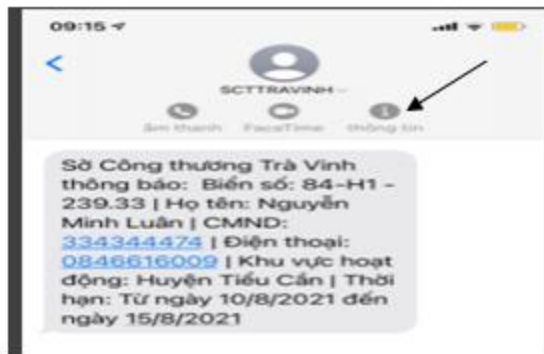 09:15
SCTTRAVINH
âm thanh FaceTime thông tin
Sở Công thương Trà Vinh
thông báo: Biển số: 84-H1 -
239.33 | Họ tên: Nguyễn
Minh Luân | CMND:
334344474 | Điện thoại:
0846616009 | Khu vực hoạt
động: Huyện Tiểu Cần | Thời
hạn: Từ ngày 10/8/2021 đến
ngày 15/8/2021